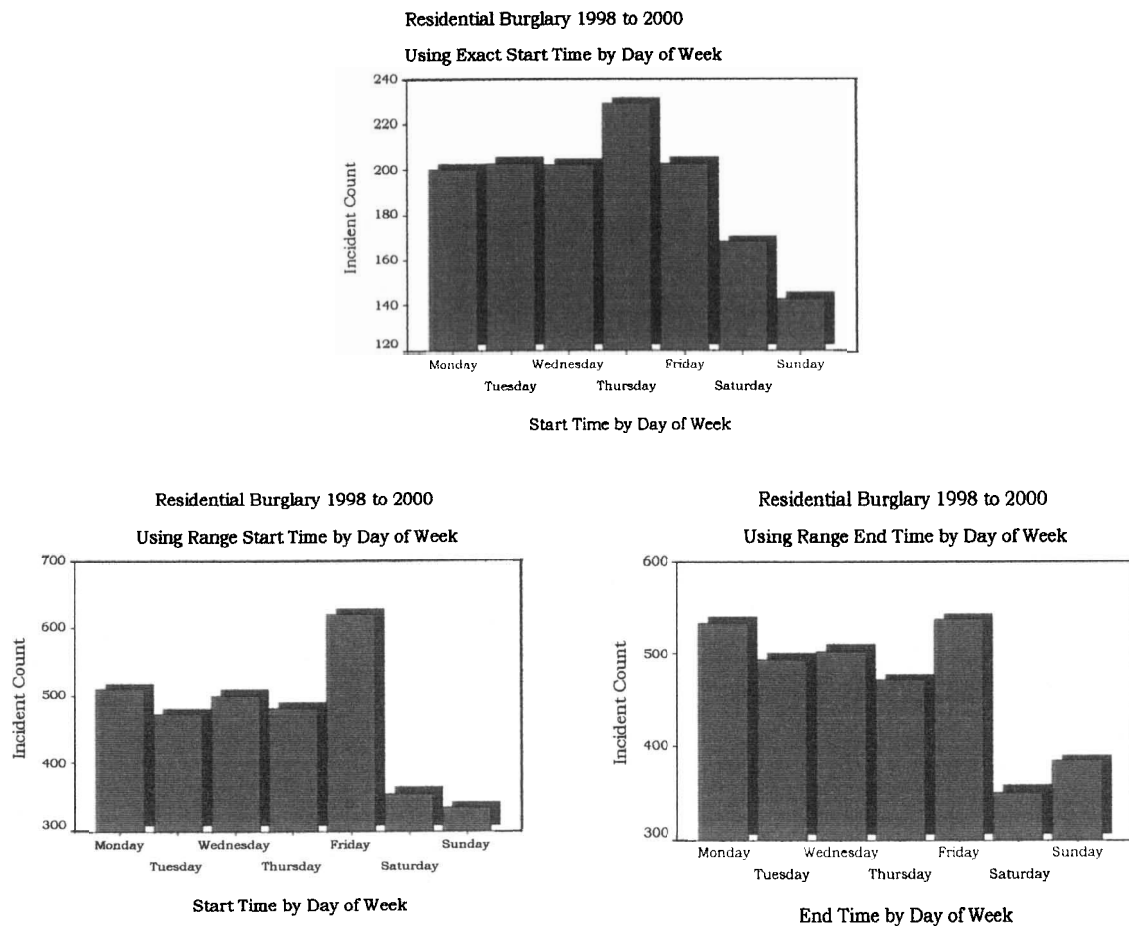 Residential Burglary 1998 to 2000
Using Exact Start Time by Day of Week
240
220
200
180
160
140
120
Incident Count
Monday
Tuesday
Wednesday
Thursday
Friday
Saturday
Sunday
Start Time by Day of Week
Residential Burglary 1998 to 2000
Using Range Start Time by Day of Week
700
600
500
400
300
Incident Count
Monday
Tuesday
Wednesday
Thursday
Friday
Saturday
Sunday
Start Time by Day of Week
Residential Burglary 1998 to 2000
Using Range End Time by Day of Week
600
500
400
300
Incident Count
Monday
Tuesday
Wednesday
Thursday
Friday
Saturday
Sunday
End Time by Day of Week